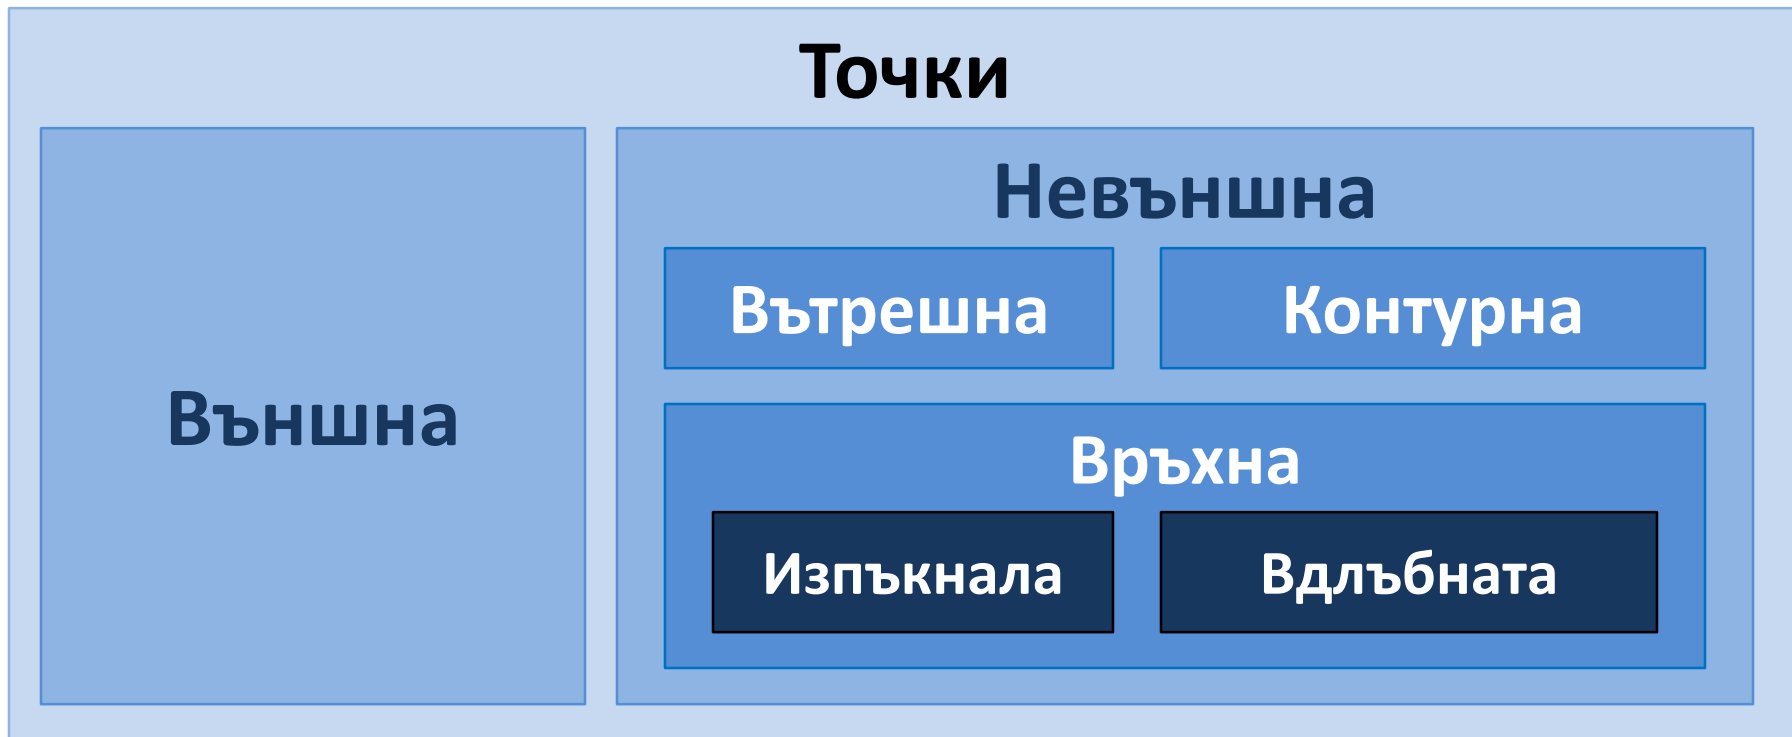 Точки
Външна
Невъншна
Вътрешна
Контурна
Връхна
Изпъкнала
Вдлъбната